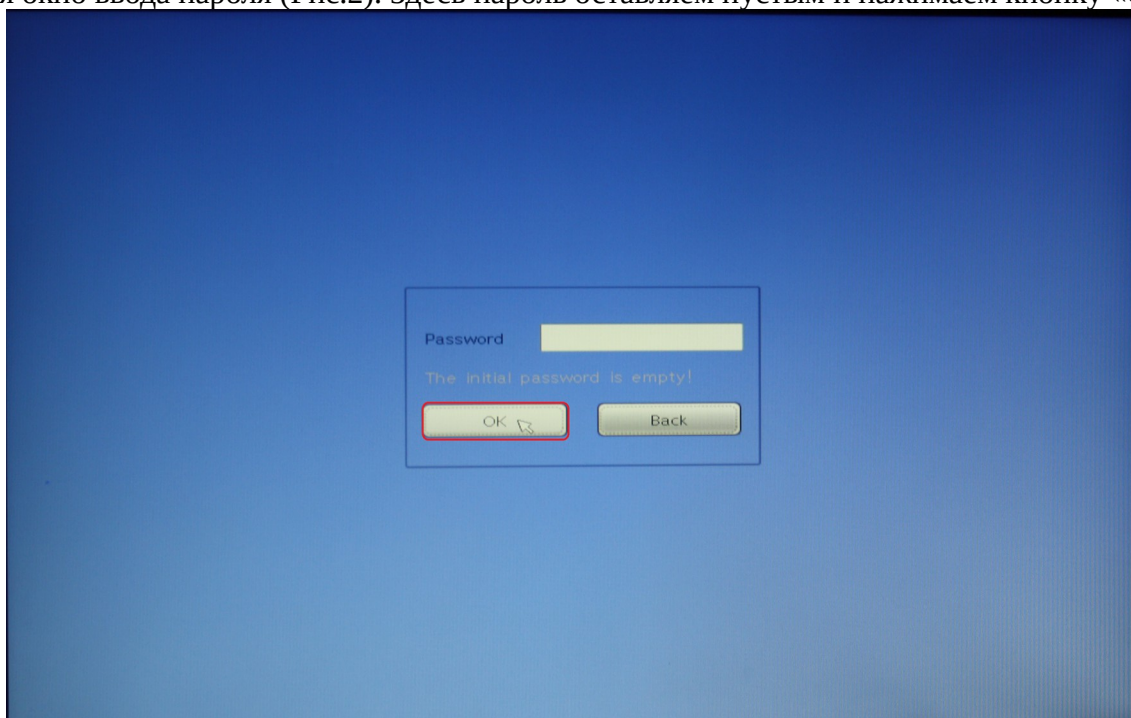 окно ввода пароля (Рис.2). Здесь пароль оставляем пустым и нажимаем кнопку
Password
The initial password is empty!
OK
Back